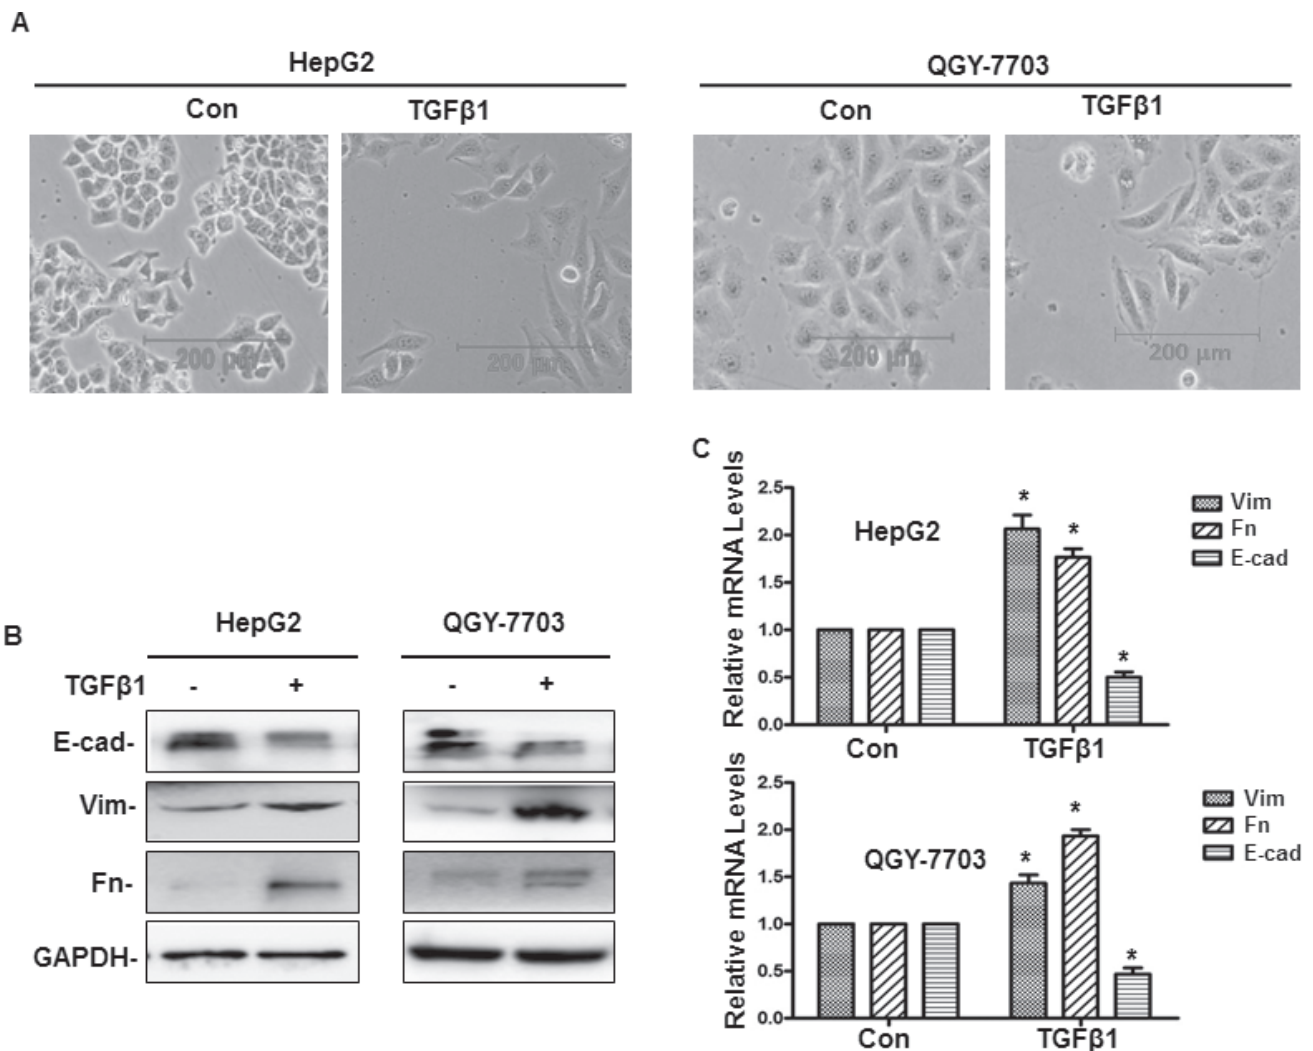 A
HepG2
QGY-7703
Con
TGFβ1
Con
TGFβ1
200 μm
200 μm
200 μm
200 μm
B
HepG2
QGY-7703
TGFβ1
-
+
-
+
E-cad-
Vim-
Fn-
GAPDH-
C
Relative mRNA Levels
2.5
2.0
1.5
1.0
0.5
0.0
HepG2
*
*
*
Con
TGFβ1
Vim
Fn
E-cad
Relative mRNA Levels
2.5
2.0
1.5
1.0
0.5
0.0
QGY-7703
*
*
*
Con
TGFβ1
Vim
Fn
E-cad